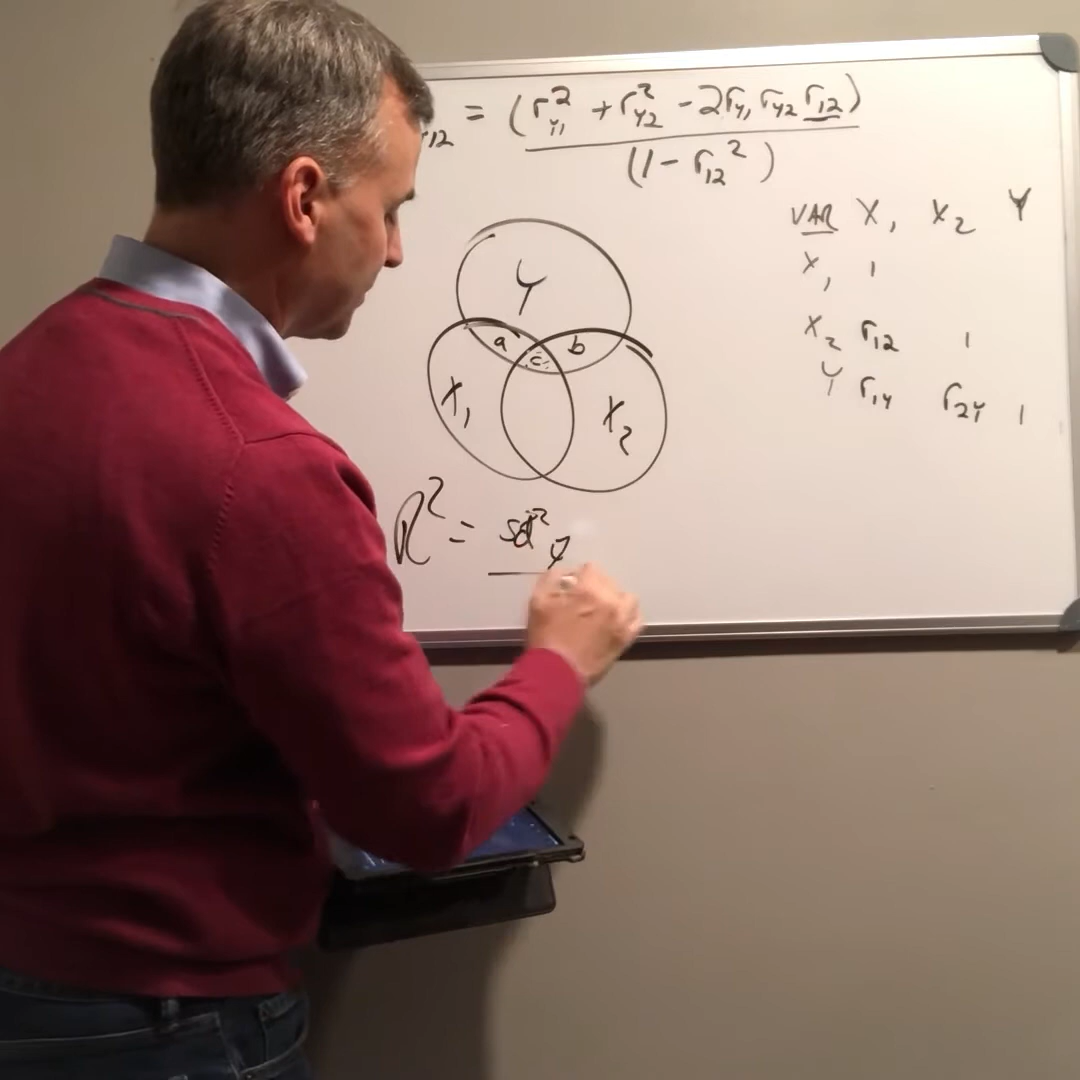 r12 = (r²y1 + r²y2 - 2ry1 ry2 r12)
(1 - r12²)
VAR X1 X2 Y
X1 1
X2 r12 1
Y r1Y r2Y 1
Y
a c b
X1 X2
R² = sd²